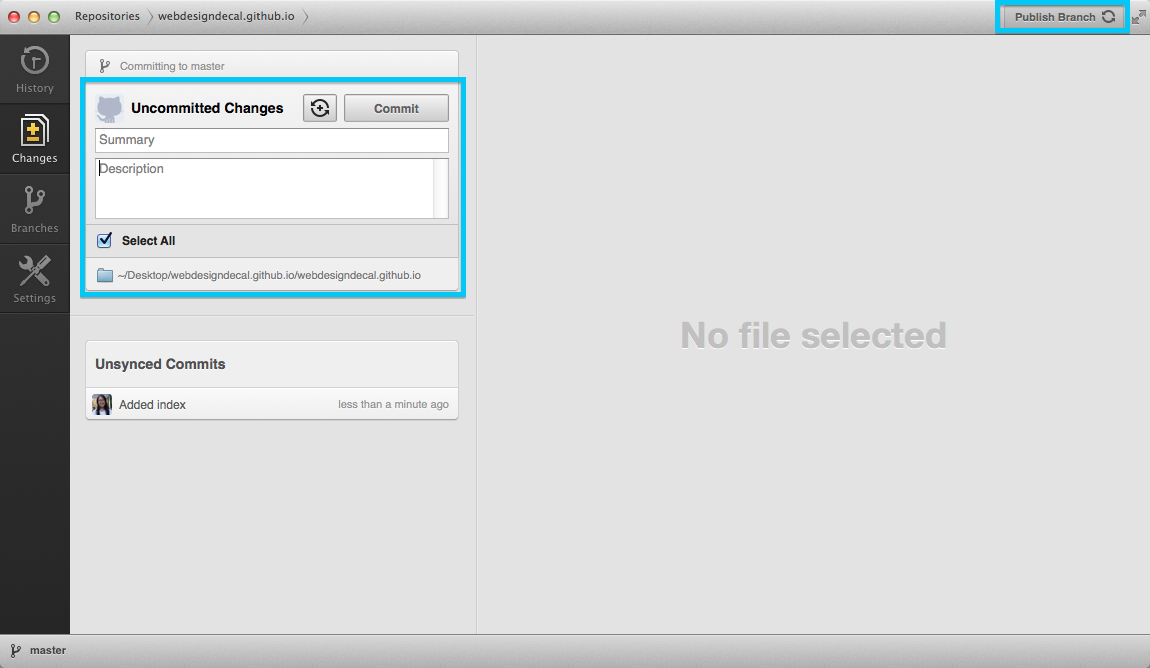 Repositories
webdesigndecal.github.io
Publish Branch
History
Changes
Branches
Settings
Committing to master
Uncommitted Changes
Commit
Summary
Description
Select All
~/Desktop/webdesigndecal.github.io/webdesigndecal.github.io
Unsynced Commits
Added index
less than a minute ago
No file selected
master